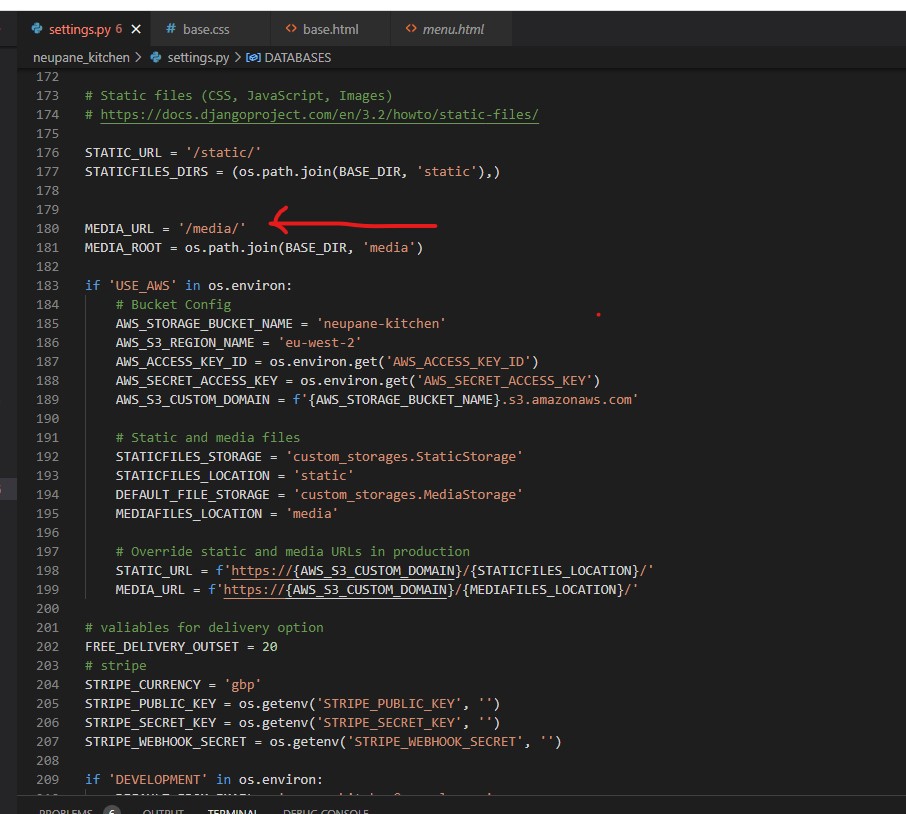 settings.py 6 × # base.css <> base.html <> menu.html
neupane_kitchen > settings.py > DATABASES
172
173 # Static files (CSS, JavaScript, Images)
174 # https://docs.djangoproject.com/en/3.2/howto/static-files/
175
176 STATIC_URL = '/static/'
177 STATICFILES_DIRS = (os.path.join(BASE_DIR, 'static'),)
178
179
180 MEDIA_URL = '/media/'
181 MEDIA_ROOT = os.path.join(BASE_DIR, 'media')
182
183 if 'USE_AWS' in os.environ:
184     # Bucket Config
185     AWS_STORAGE_BUCKET_NAME = 'neupane-kitchen'
186     AWS_S3_REGION_NAME = 'eu-west-2'
187     AWS_ACCESS_KEY_ID = os.environ.get('AWS_ACCESS_KEY_ID')
188     AWS_SECRET_ACCESS_KEY = os.environ.get('AWS_SECRET_ACCESS_KEY')
189     AWS_S3_CUSTOM_DOMAIN = f'{AWS_STORAGE_BUCKET_NAME}.s3.amazonaws.com'
190
191     # Static and media files
192     STATICFILES_STORAGE = 'custom_storages.StaticStorage'
193     STATICFILES_LOCATION = 'static'
194     DEFAULT_FILE_STORAGE = 'custom_storages.MediaStorage'
195     MEDIAFILES_LOCATION = 'media'
196
197     # Override static and media URLs in production
198     STATIC_URL = f'https://{AWS_S3_CUSTOM_DOMAIN}/{STATICFILES_LOCATION}/'
199     MEDIA_URL = f'https://{AWS_S3_CUSTOM_DOMAIN}/{MEDIAFILES_LOCATION}/'
200
201 # valiables for delivery option
202 FREE_DELIVERY_OUTSET = 20
203 # stripe
204 STRIPE_CURRENCY = 'gbp'
205 STRIPE_PUBLIC_KEY = os.getenv('STRIPE_PUBLIC_KEY', '')
206 STRIPE_SECRET_KEY = os.getenv('STRIPE_SECRET_KEY', '')
207 STRIPE_WEBHOOK_SECRET = os.getenv('STRIPE_WEBHOOK_SECRET', '')
208
209 if 'DEVELOPMENT' in os.environ:
PROBLEMS 6 OUTPUT TERMINAL DEBUG CONSOLE